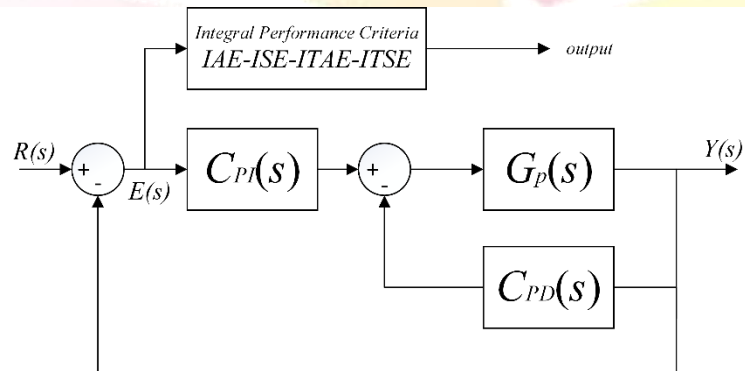 Integral Performance Criteria
IAE-ISE-ITAE-ITSE
output
R(s)
+
-
E(s)
C_PI(s)
+
-
G_p(s)
Y(s)
C_PD(s)